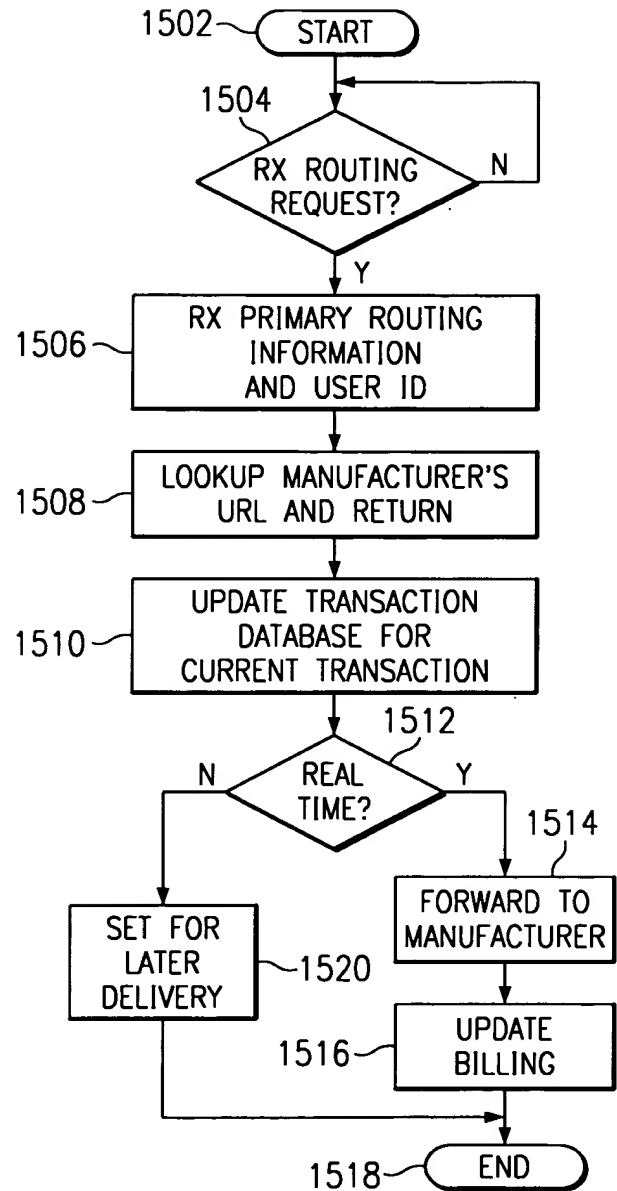 1502
START
1504
RX ROUTING
REQUEST?
N
Y
1506
RX PRIMARY ROUTING
INFORMATION
AND USER ID
1508
LOOKUP MANUFACTURER'S
URL AND RETURN
1510
UPDATE TRANSACTION
DATABASE FOR
CURRENT TRANSACTION
1512
N
REAL
TIME?
Y
1514
FORWARD TO
MANUFACTURER
SET FOR
LATER
DELIVERY
1520
1516
UPDATE
BILLING
1518
END